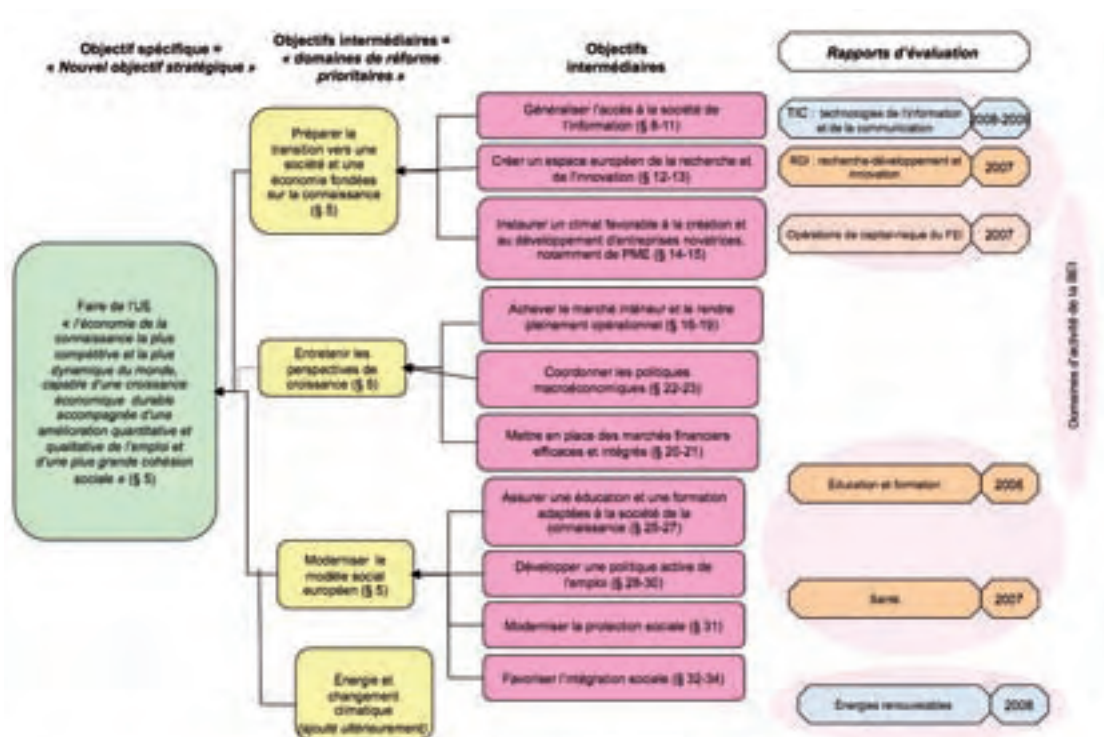 Objectif spécifique =
« Nouvel objectif stratégique »
Objectifs intermédiaires =
« domaines de réforme
prioritaires »
Objectifs
intermédiaires
Rapports d'évaluation
Faire de l'UE
« l'économie de la
connaissance la plus
compétitive et la plus
dynamique du monde,
capable d'une croissance
économique durable
accompagnée d'une
amélioration quantitative et
qualitative de l'emploi et
d'une plus grande cohésion
sociale » (§ 5)
Préparer la
transition vers une
société et une
économie fondées
sur la connaissance
(§ 5)
Entretenir les
perspectives de
croissance (§ 5)
Moderniser le
modèle social
européen (§ 5)
Énergie et
changement
climatique
(ajouté ultérieurement)
Généraliser l'accès à la société de
l'information (§ 8-11)
Créer un espace européen de la recherche et
de l'innovation (§ 12-13)
Instaurer un climat favorable à la création et
au développement d'entreprises novatrices,
notamment de PME (§ 14-15)
Achever le marché intérieur et le rendre
pleinement opérationnel (§ 16-19)
Coordonner les politiques
macroéconomiques (§ 22-23)
Mettre en place des marchés financiers
efficaces et intégrés (§ 20-21)
Assurer une éducation et une formation
adaptées à la société de la
connaissance (§ 25-27)
Développer une politique active de
l'emploi (§ 28-30)
Moderniser la protection sociale (§ 31)
Favoriser l'intégration sociale (§ 32-34)
TIC : technologies de l'information
et de la communication
RDI : recherche-développement et
innovation
2007
Opérations de capital-risque du FEI
2007
Éducation et formation
Santé
2007
Énergies renouvelables
Domaines d'activité de la BEI